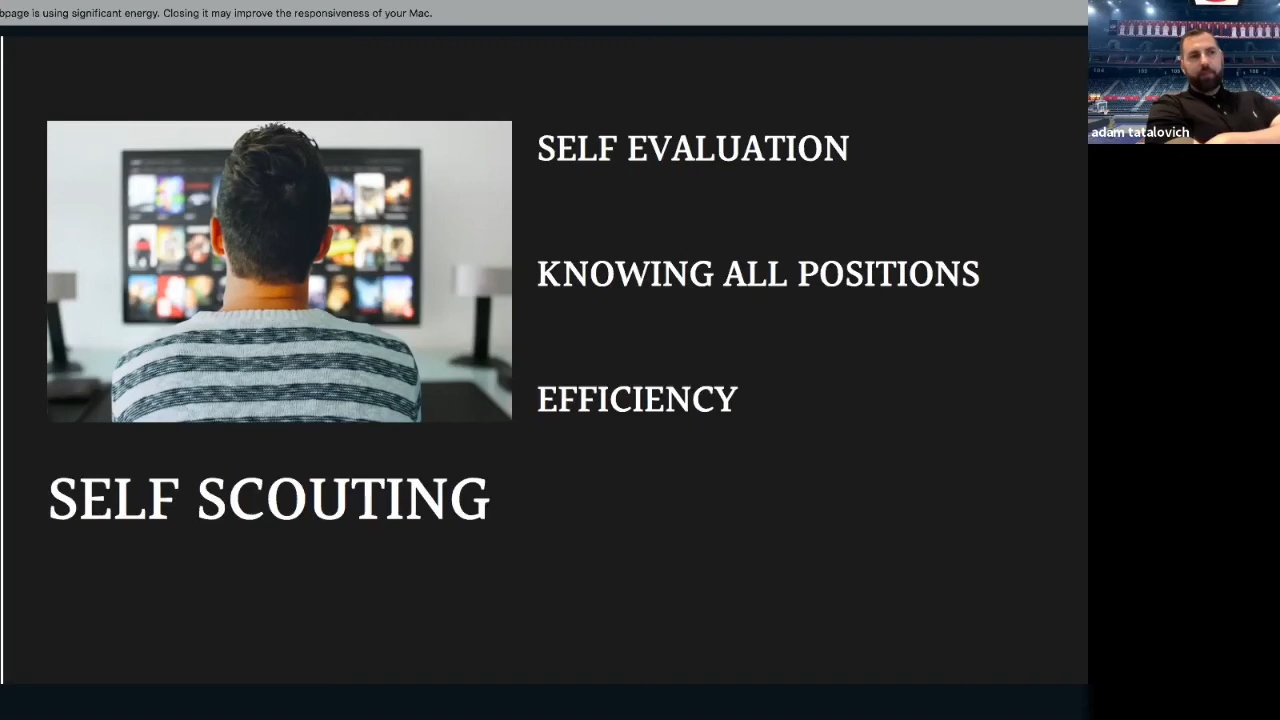 bpage is using significant energy. Closing it may improve the responsiveness of your Mac.
SELF EVALUATION
KNOWING ALL POSITIONS
EFFICIENCY
SELF SCOUTING
adam tatalovich